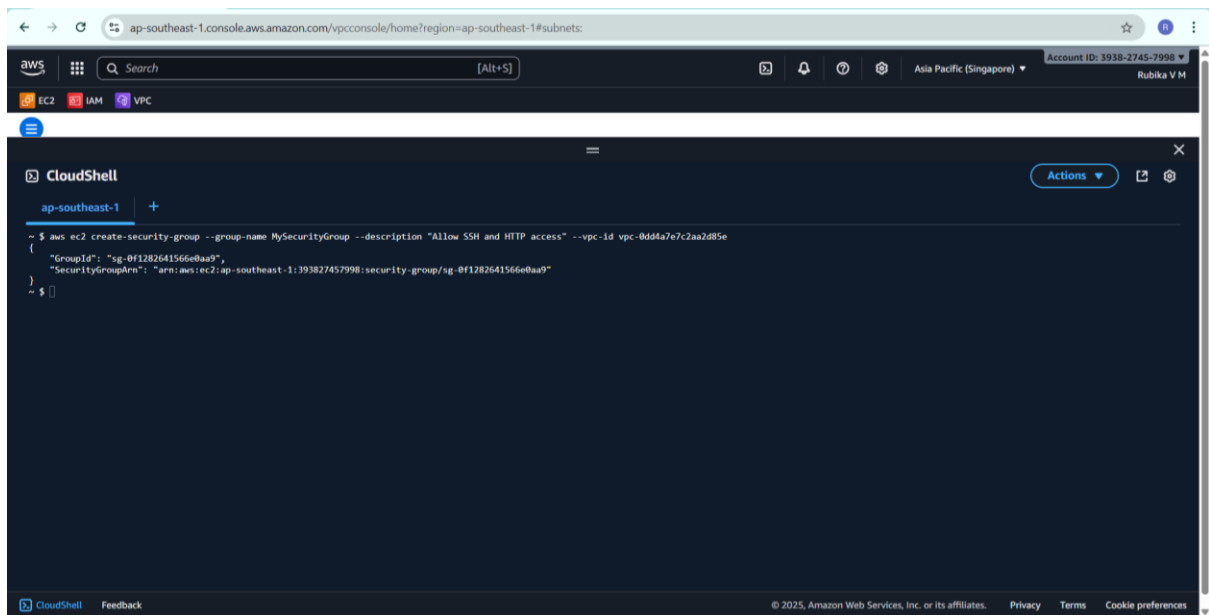 ap-southeast-1.console.aws.amazon.com/vpcconsole/home?region=ap-southeast-1#subnets:
R
aws
Search
[Alt+S]
Asia Pacific (Singapore)
Account ID: 3938-2745-7998
Rubika V M
EC2 IAM VPC
CloudShell
Actions
ap-southeast-1 +
~ $ aws ec2 create-security-group --group-name MySecurityGroup --description "Allow SSH and HTTP access" --vpc-id vpc-0dd4a7e7c2aa2d85e
{
"GroupId": "sg-0f1282641566e0aa9",
"SecurityGroupArn": "arn:aws:ec2:ap-southeast-1:393827457998:security-group/sg-0f1282641566e0aa9"
}
~ $
CloudShell Feedback © 2025, Amazon Web Services, Inc. or its affiliates. Privacy Terms Cookie preferences